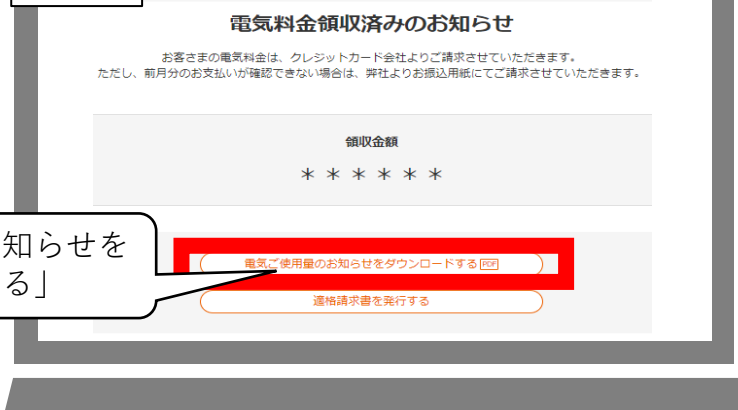 電気料金領収済みのお知らせ
お客さまの電気料金は、クレジットカード会社よりご請求させていただきます。
ただし、前月分のお支払いが確認できない場合は、弊社よりお振込用紙にてご請求させていただきます。
領収金額
＊＊＊＊＊＊
知らせを
る」
電気ご使用量のお知らせをダウンロードする PDF
適格請求書を発行する